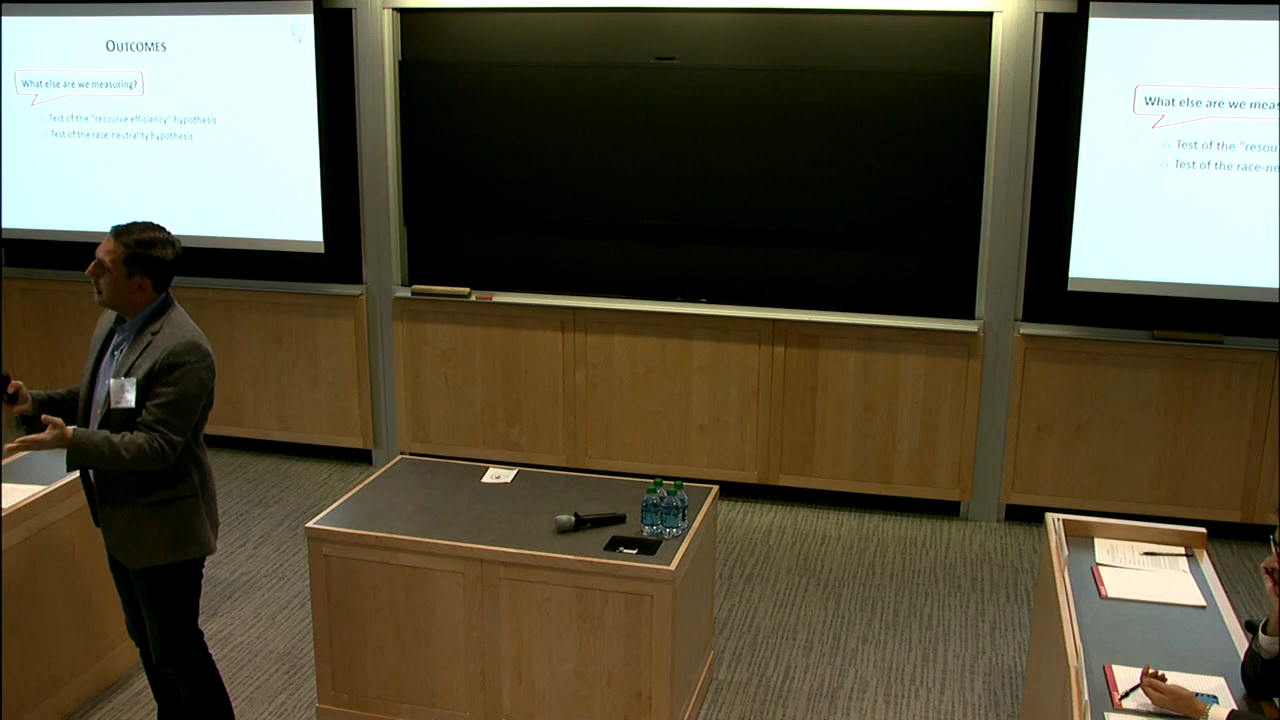 OUTCOMES
What else are we measuring?
Test of the "resource efficiency" hypothesis
Test of the race-neutrality hypothesis
What else are we meas
Test of the "resou
Test of the race-ne